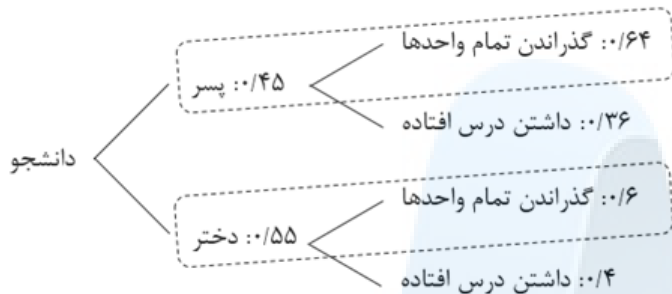 ۰/۶۴: گذراندن تمام واحدها
۰/۴۵: پسر
۰/۳۶: داشتن درس افتاده
دانشجو
۰/۶: گذراندن تمام واحدها
۰/۵۵: دختر
۰/۴: داشتن درس افتاده